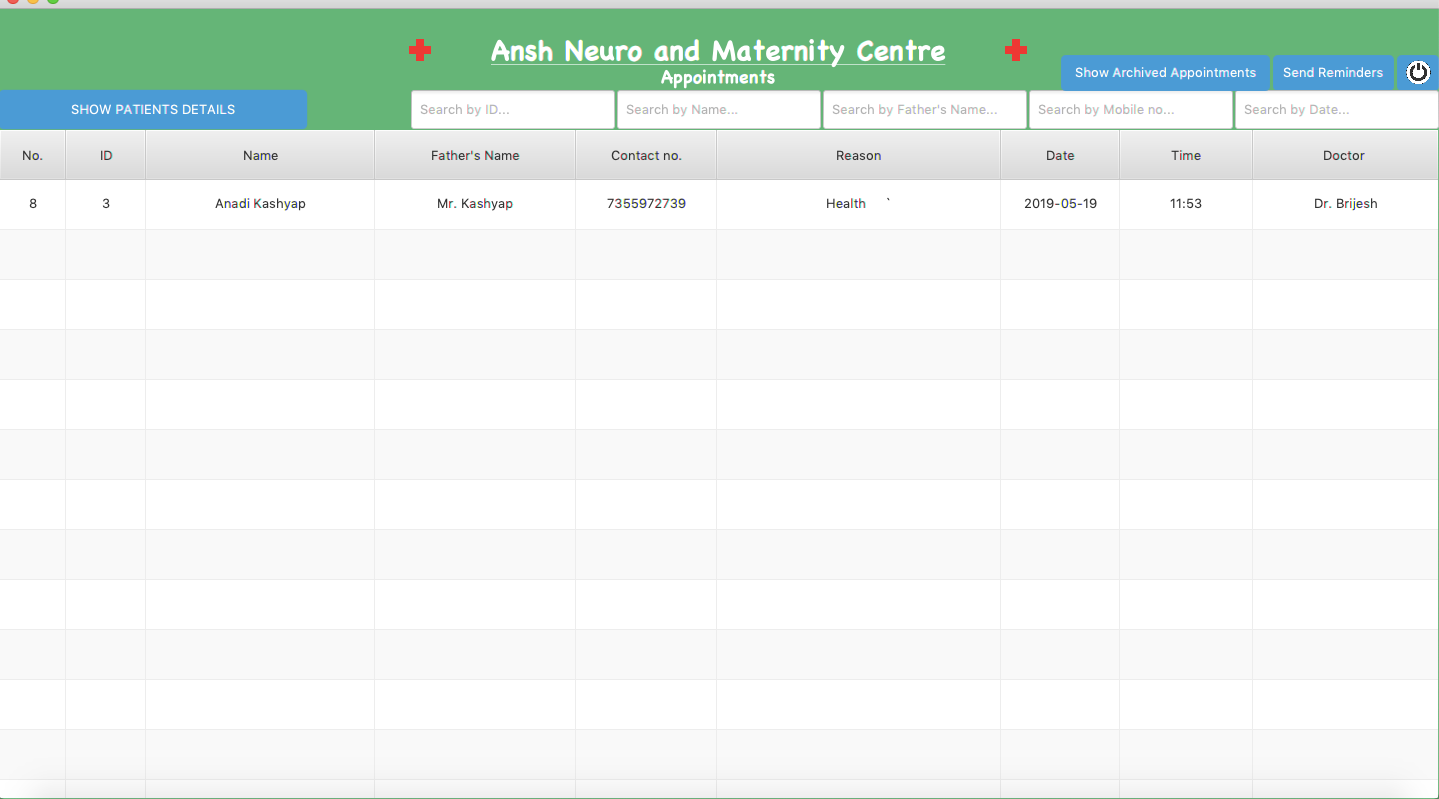 Ansh Neuro and Maternity Centre
Appointments
Show Archived Appointments Send Reminders
SHOW PATIENTS DETAILS Search by ID... Search by Name... Search by Father's Name... Search by Mobile no... Search by Date...
No. ID Name Father's Name Contact no. Reason Date Time Doctor
8 3 Anadi Kashyap Mr. Kashyap 7355972739 Health ` 2019-05-19 11:53 Dr. Brijesh